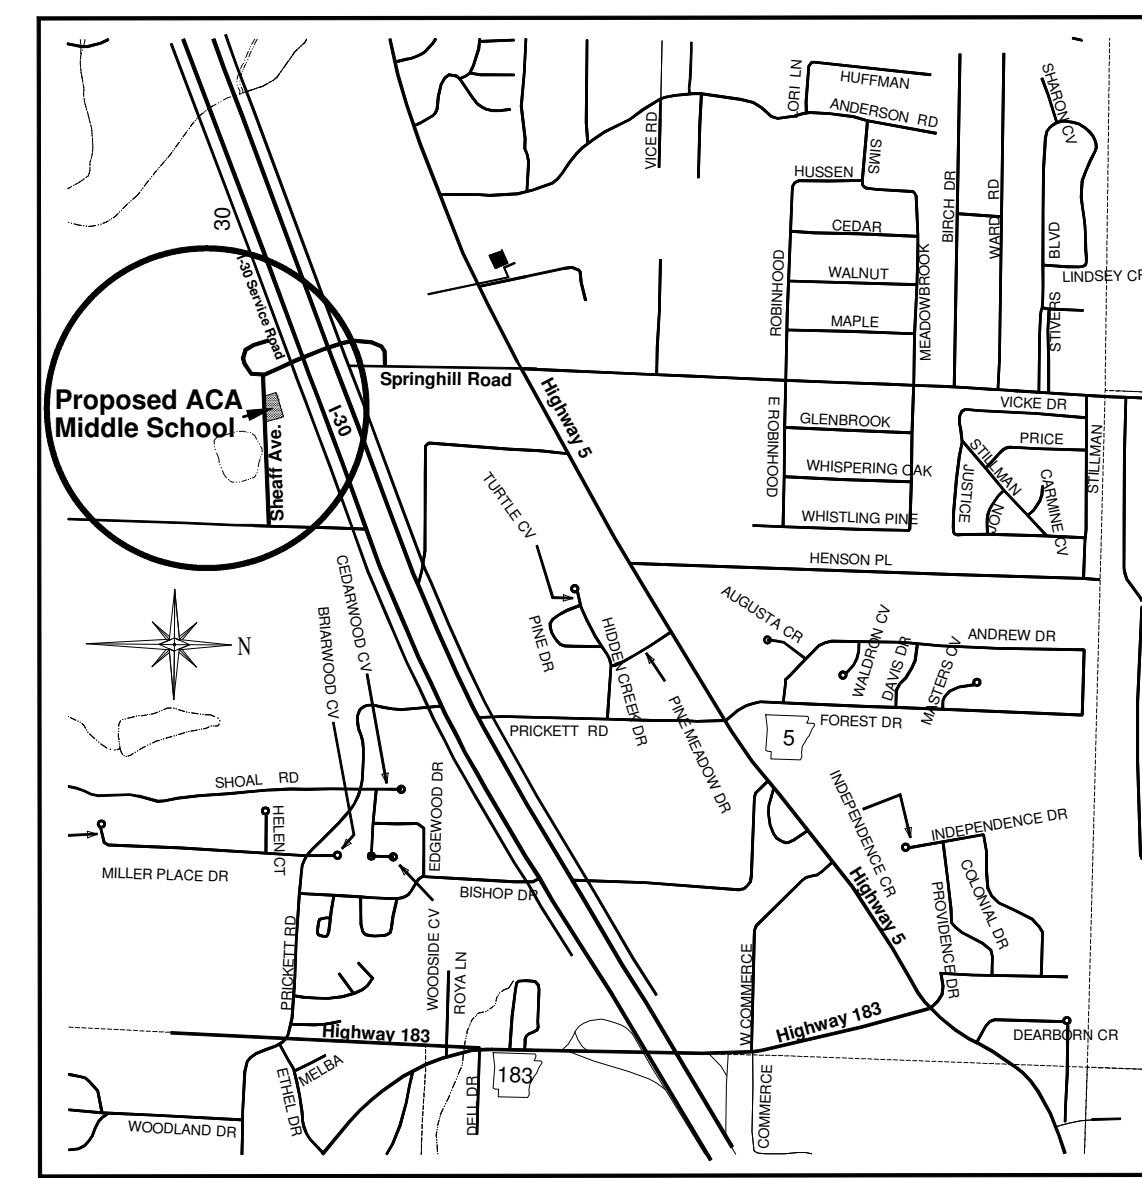 LORI LN
HUFFMAN
ANDERSON RD
SHARON CV
VICE RD
SIMS
HUSSEN
BIRCH DR
WARD RD
BLVD
30
CEDAR
I-30 Service Road
ROBINHOOD
WALNUT
MEADOWBROOK
LINDSEY CR
MAPLE
STIVERS
Springhill Road
Proposed ACA
Middle School
I-30
Highway 5
Sheaff Ave.
E ROBINHOOD
GLENBROOK
VICKE DR
PRICE
STILLMAN
STILLMAN
WHISPERING OAK
JUSTICE
CARMINE CV
WHISTLING PINE
TURTLE CV
HENSON PL
CEDARWOOD CV
BRIARWOOD CV
N
PINE DR
HIDDEN CREEK DR
AUGUSTA CR
WALDRON CV
DAVIS DR
MASTERS CV
ANDREW DR
PRICKETT RD
PINE MEADOW DR
FOREST DR
5
SHOAL RD
EDGEWOOD DR
HELEN CT
INDEPENDENCE CR
INDEPENDENCE DR
MILLER PLACE DR
BISHOP DR
Highway 5
COLONIAL DR
PROVIDENCE DR
PRICKETT RD
WOODSIDE CV
ROYA LN
W COMMERCE
Highway 183
Highway 183
DEARBORN CR
MELBA
ETHEL DR
183
DELL DR
COMMERCE
WOODLAND DR